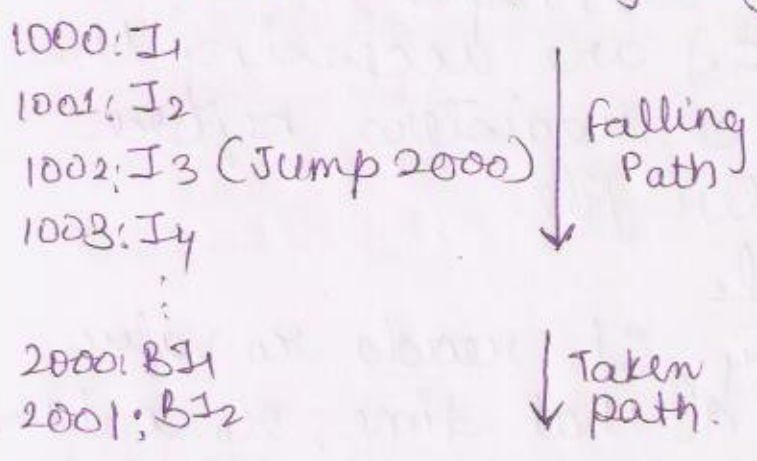 1000: I1
1001: I2
1002: I3 (Jump 2000)
1003: I4
falling
Path
⋮
2000: BI1
2001: BI2
Taken
path.